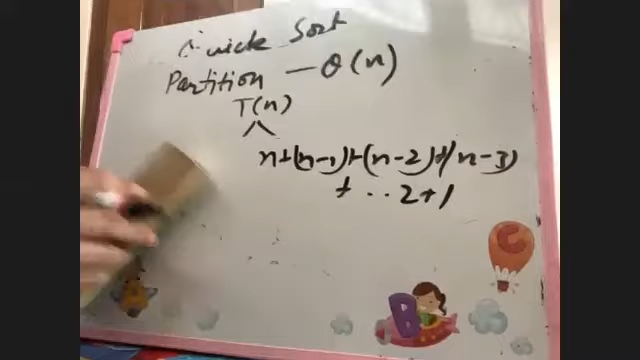 Quick Sort
Partition — θ(n)
T(n)
n+(n-1)+(n-2)+(n-3)
+ .. 2+1
C
B